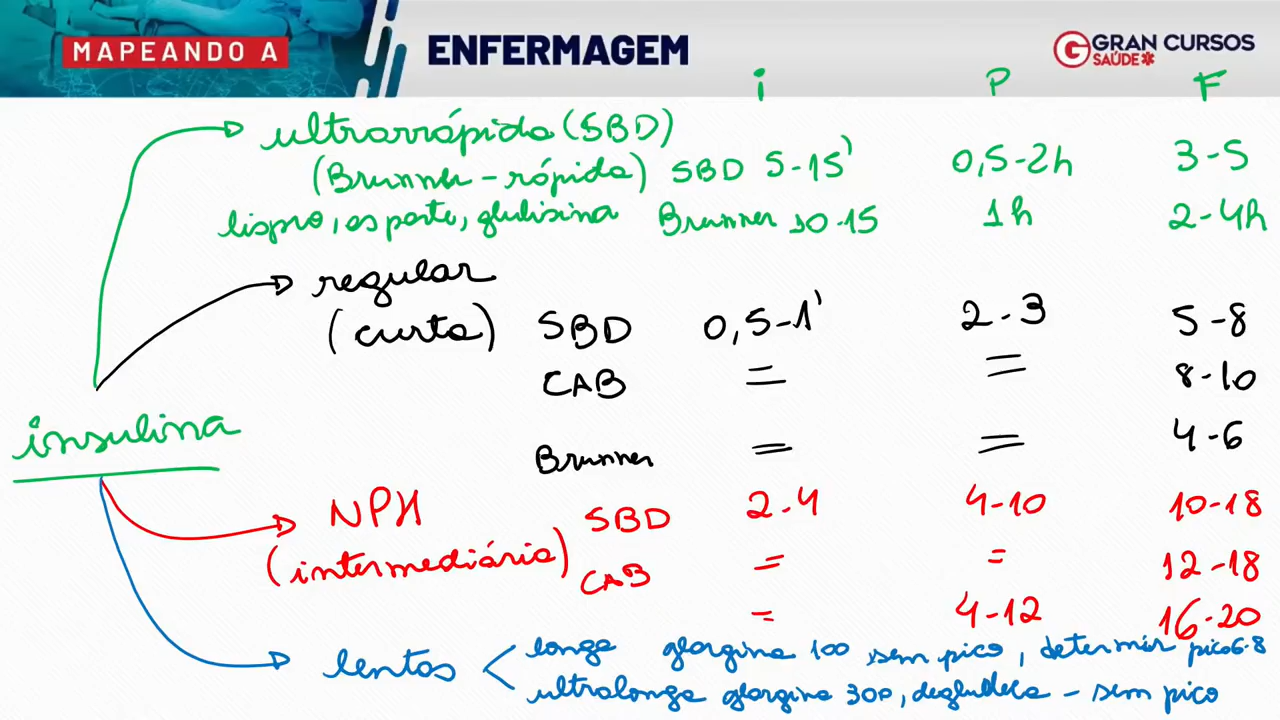 MAPEANDO A
ENFERMAGEM
GRAN CURSOS
SAÚDE
i P F
ultrarrápida (SBD)
(Brunner - rápida) SBD 5-15' 0,5-2h 3-5
lispro, asparte, glulisina Brunner 10-15 1h 2-4h
regular
(curta) SBD 0,5-1' 2-3 5-8
CAB = = 8-10
Brunner = = 4-6
insulina
NPH SBD 2-4 4-10 10-18
(intermediária) CAB = = 12-18
= 4-12 16-20
lentas < longa glargina 100 sem pico, determir pico 6-8
ultralonga glargina 300, degludeca - sem pico